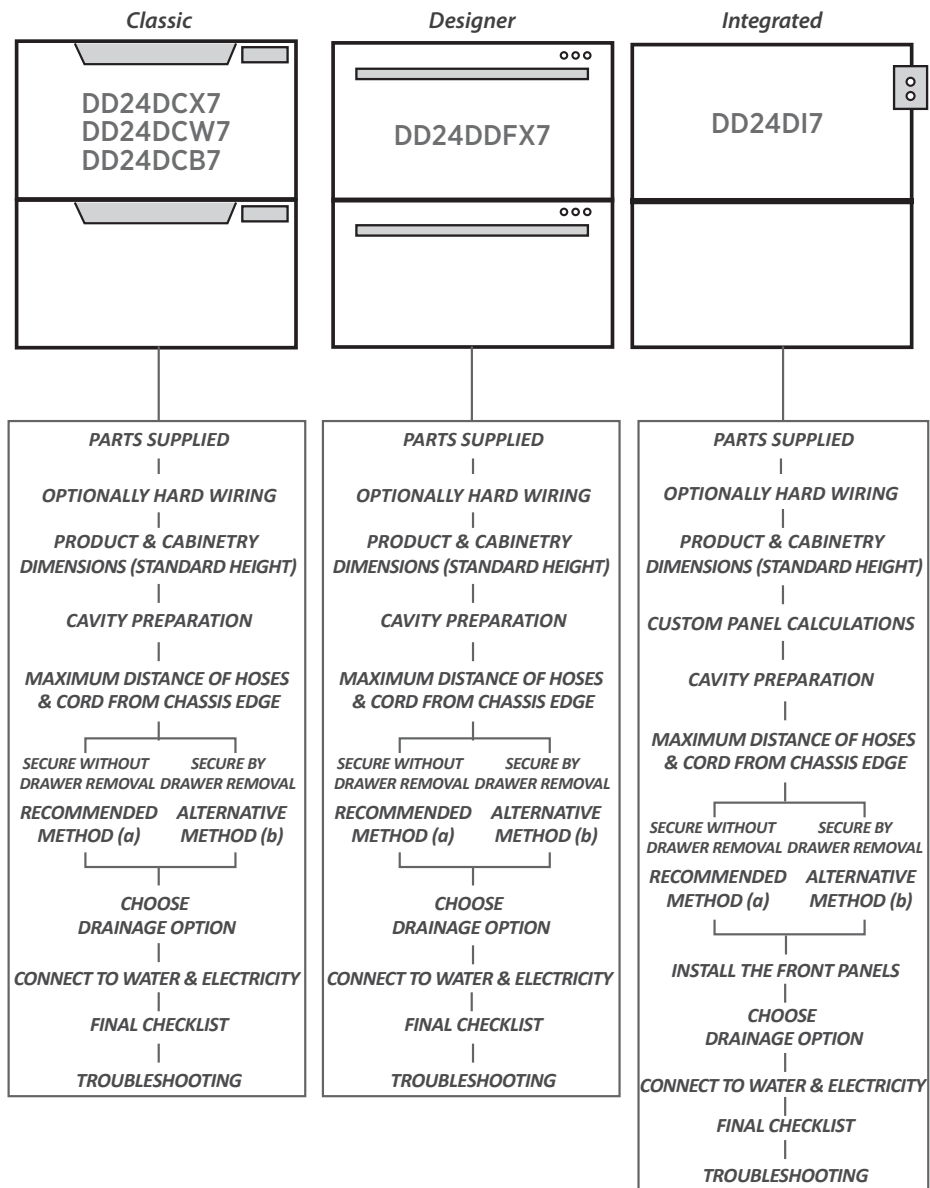 Classic
DD24DCX7
DD24DCW7
DD24DCB7
PARTS SUPPLIED
OPTIONALLY HARD WIRING
PRODUCT & CABINETRY
DIMENSIONS (STANDARD HEIGHT)
CAVITY PREPARATION
MAXIMUM DISTANCE OF HOSES
& CORD FROM CHASSIS EDGE
SECURE WITHOUT
DRAWER REMOVAL
RECOMMENDED
METHOD (a)
SECURE BY
DRAWER REMOVAL
ALTERNATIVE
METHOD (b)
CHOOSE
DRAINAGE OPTION
CONNECT TO WATER & ELECTRICITY
FINAL CHECKLIST
TROUBLESHOOTING
Designer
DD24DDFX7
PARTS SUPPLIED
OPTIONALLY HARD WIRING
PRODUCT & CABINETRY
DIMENSIONS (STANDARD HEIGHT)
CAVITY PREPARATION
MAXIMUM DISTANCE OF HOSES
& CORD FROM CHASSIS EDGE
SECURE WITHOUT
DRAWER REMOVAL
RECOMMENDED
METHOD (a)
SECURE BY
DRAWER REMOVAL
ALTERNATIVE
METHOD (b)
CHOOSE
DRAINAGE OPTION
CONNECT TO WATER & ELECTRICITY
FINAL CHECKLIST
TROUBLESHOOTING
Integrated
DD24DI7
PARTS SUPPLIED
OPTIONALLY HARD WIRING
PRODUCT & CABINETRY
DIMENSIONS (STANDARD HEIGHT)
CUSTOM PANEL CALCULATIONS
CAVITY PREPARATION
MAXIMUM DISTANCE OF HOSES
& CORD FROM CHASSIS EDGE
SECURE WITHOUT
DRAWER REMOVAL
RECOMMENDED
METHOD (a)
SECURE BY
DRAWER REMOVAL
ALTERNATIVE
METHOD (b)
INSTALL THE FRONT PANELS
CHOOSE
DRAINAGE OPTION
CONNECT TO WATER & ELECTRICITY
FINAL CHECKLIST
TROUBLESHOOTING